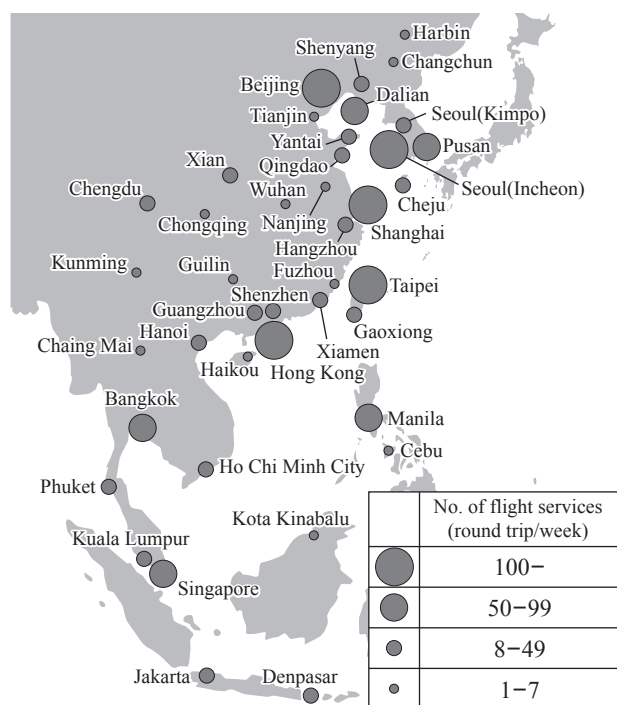 Harbin
Shenyang
Changchun
Beijing
Dalian
Tianjin
Seoul(Kimpo)
Yantai
Pusan
Qingdao
Xian
Seoul(Incheon)
Chengdu
Wuhan
Cheju
Chongqing
Nanjing
Shanghai
Hangzhou
Kunming
Guilin
Fuzhou
Taipei
Shenzhen
Guangzhou
Hanoi
Gaoxiong
Chaing Mai
Xiamen
Haikou
Hong Kong
Bangkok
Manila
Cebu
Ho Chi Minh City
Phuket
Kota Kinabalu
Kuala Lumpur
Singapore
Jakarta
Denpasar
No. of flight services
(round trip/week)
100−
50−99
8−49
1−7